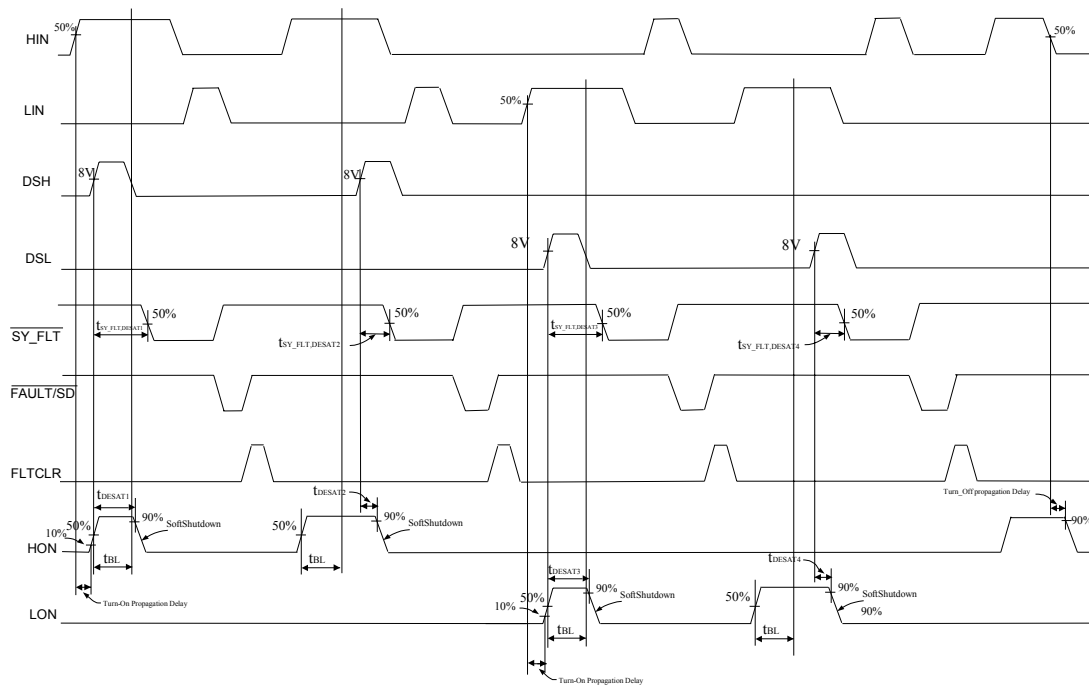 50%
HIN
50%
50%
LIN
8V
8V
DSH
8V
8V
DSL
50%
50%
50%
50%
tSY_FLT,DESAT1
tSY_FLT,DESAT3
SY_FLT
tSY_FLT,DESAT2
tSY_FLT,DESAT4
FAULT/SD
FLTCLR
tDESAT1
tDESAT2
Turn_Off propagation Delay
50%
90%
SoftShutdown
50%
90%
SoftShutdown
90%
10%
HON
tBL
tBL
tDESAT3
tDESAT4
Turn-On Propagation Delay
50%
90%
SoftShutdown
50%
90%
SoftShutdown
10%
90%
LON
tBL
tBL
Turn-On Propagation Delay